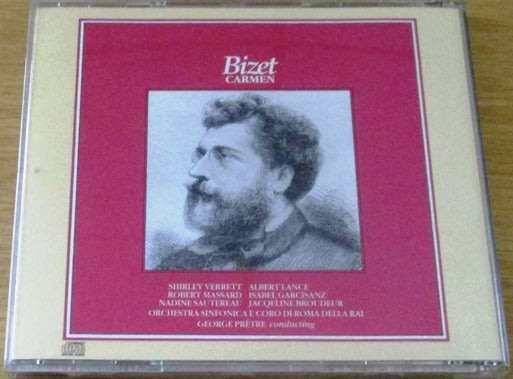 Bizet
CARMEN
SHIRLEY VERRETT ALBERT LANCE
ROBERT MASSARD ISABEL GARCISANZ
NADINE SAUTEREAU JACQUELINE BROUDEUR
ORCHESTRA SINFONICA E CORO DI ROMA DELLA RAI
GEORGE PRÊTRE conducting